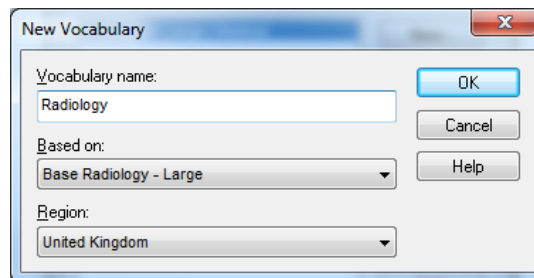 New Vocabulary
Vocabulary name:
Radiology
Based on:
Base Radiology - Large
Region:
United Kingdom
OK
Cancel
Help